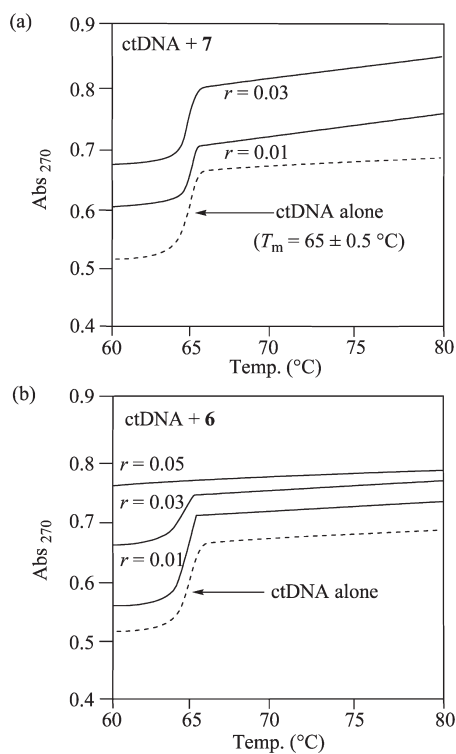 (a)
0.9
ctDNA + 7
0.8
r = 0.03
0.7
r = 0.01
Abs 270
0.6
ctDNA alone
(Tm = 65 ± 0.5 °C)
0.5
0.4
60 65 70 75 80
Temp. (°C)
(b)
0.9
ctDNA + 6
0.8
r = 0.05
r = 0.03
0.7
Abs 270
r = 0.01
0.6
ctDNA alone
0.5
0.4
60 65 70 75 80
Temp. (°C)